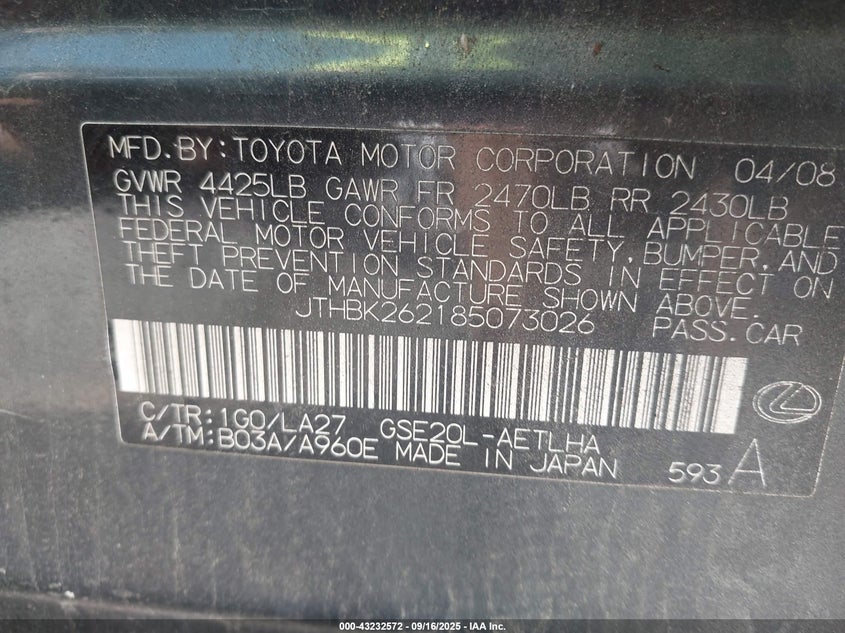 MFD.BY:TOYOTA MOTOR CORPORATION 04/08
GVWR 4425LB GAWR FR 2470LB RR 2430LB
THIS VEHICLE CONFORMS TO ALL APPLICABLE
FEDERAL MOTOR VEHICLE SAFETY,BUMPER,AND
THEFT PREVENTION STANDARDS IN EFFECT ON
THE DATE OF MANUFACTURE SHOWN ABOVE.
JTHBK262185073026 PASS.CAR
C/TR:1G0/LA27 GSE20L-AETLHA
A/TM:B03A/A960E MADE IN JAPAN 593 A
000-43232572 - 09/16/2025 - IAA Inc.